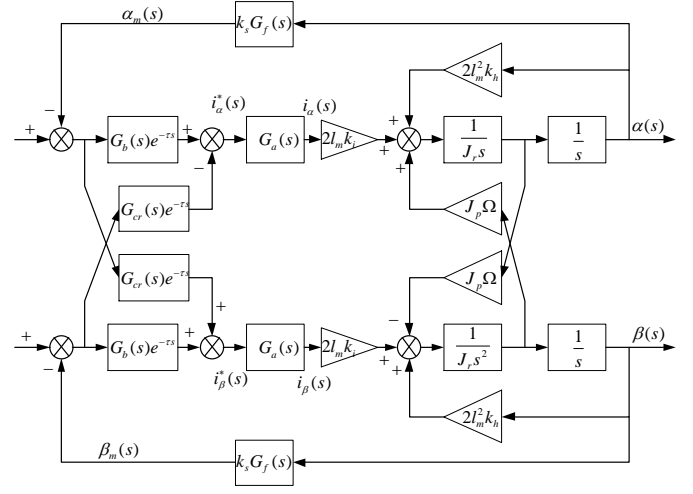 α_m(s)
k_s G_f(s)
−
2l_m^2 k_h
i_α^*(s)
i_α(s)
+
G_b(s)e^{-τs}
+
−
G_a(s)
2l_m k_i
+
+
+
1/(J_r s)
1/s
α(s)
G_cr(s)e^{-τs}
J_p Ω
G_cr(s)e^{-τs}
J_p Ω
+
−
+
G_b(s)e^{-τs}
+
G_a(s)
2l_m k_i
+
+
1/(J_r s^2)
1/s
β(s)
−
i_β^*(s)
i_β(s)
2l_m^2 k_h
β_m(s)
k_s G_f(s)